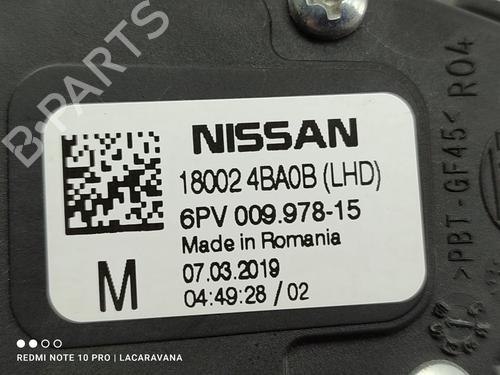 NISSAN
18002 4BA0B (LHD)
6PV 009.978-15
Made in Romania
07.03.2019
M
04:49:28 / 02
>PBT-GF45< R04
B-PARTS
REDMI NOTE 10 PRO | LACARAVANA